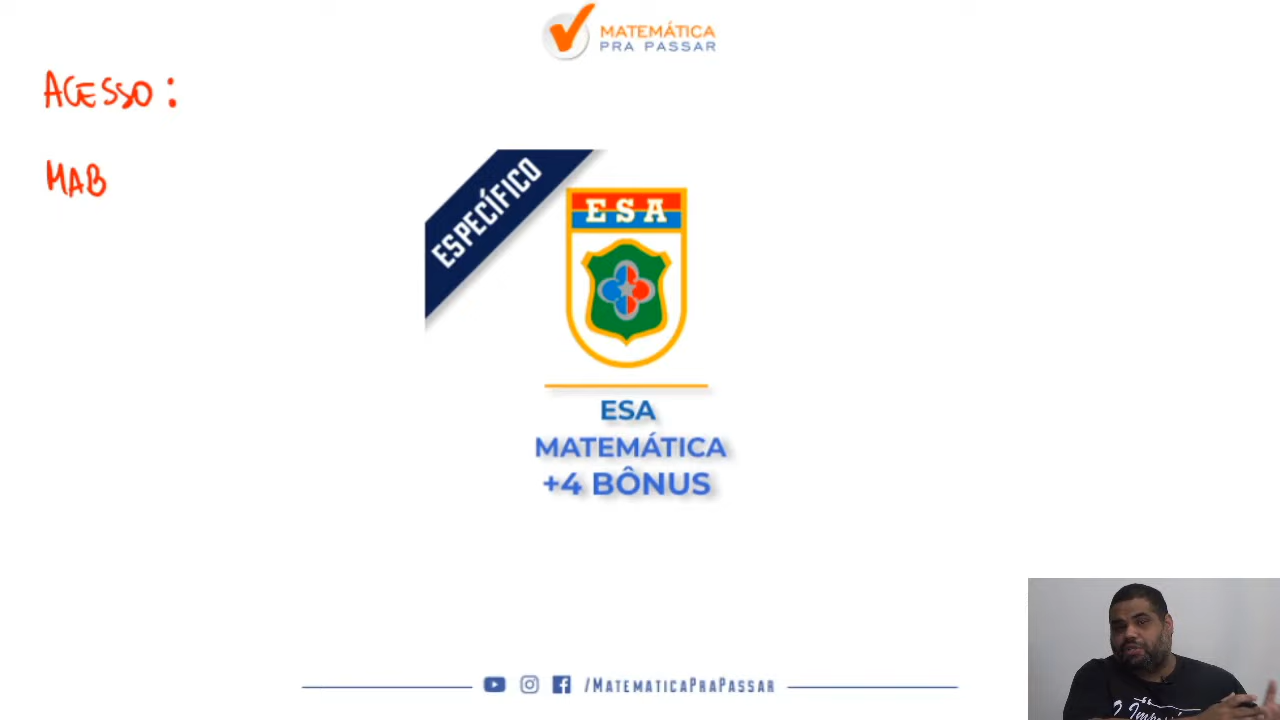 MATEMÁTICA
PRA PASSAR
ACESSO:
MAB
ESPECÍFICO
ESA
ESA
MATEMÁTICA
+4 BÔNUS
/MATEMATICAPRAPASSAR